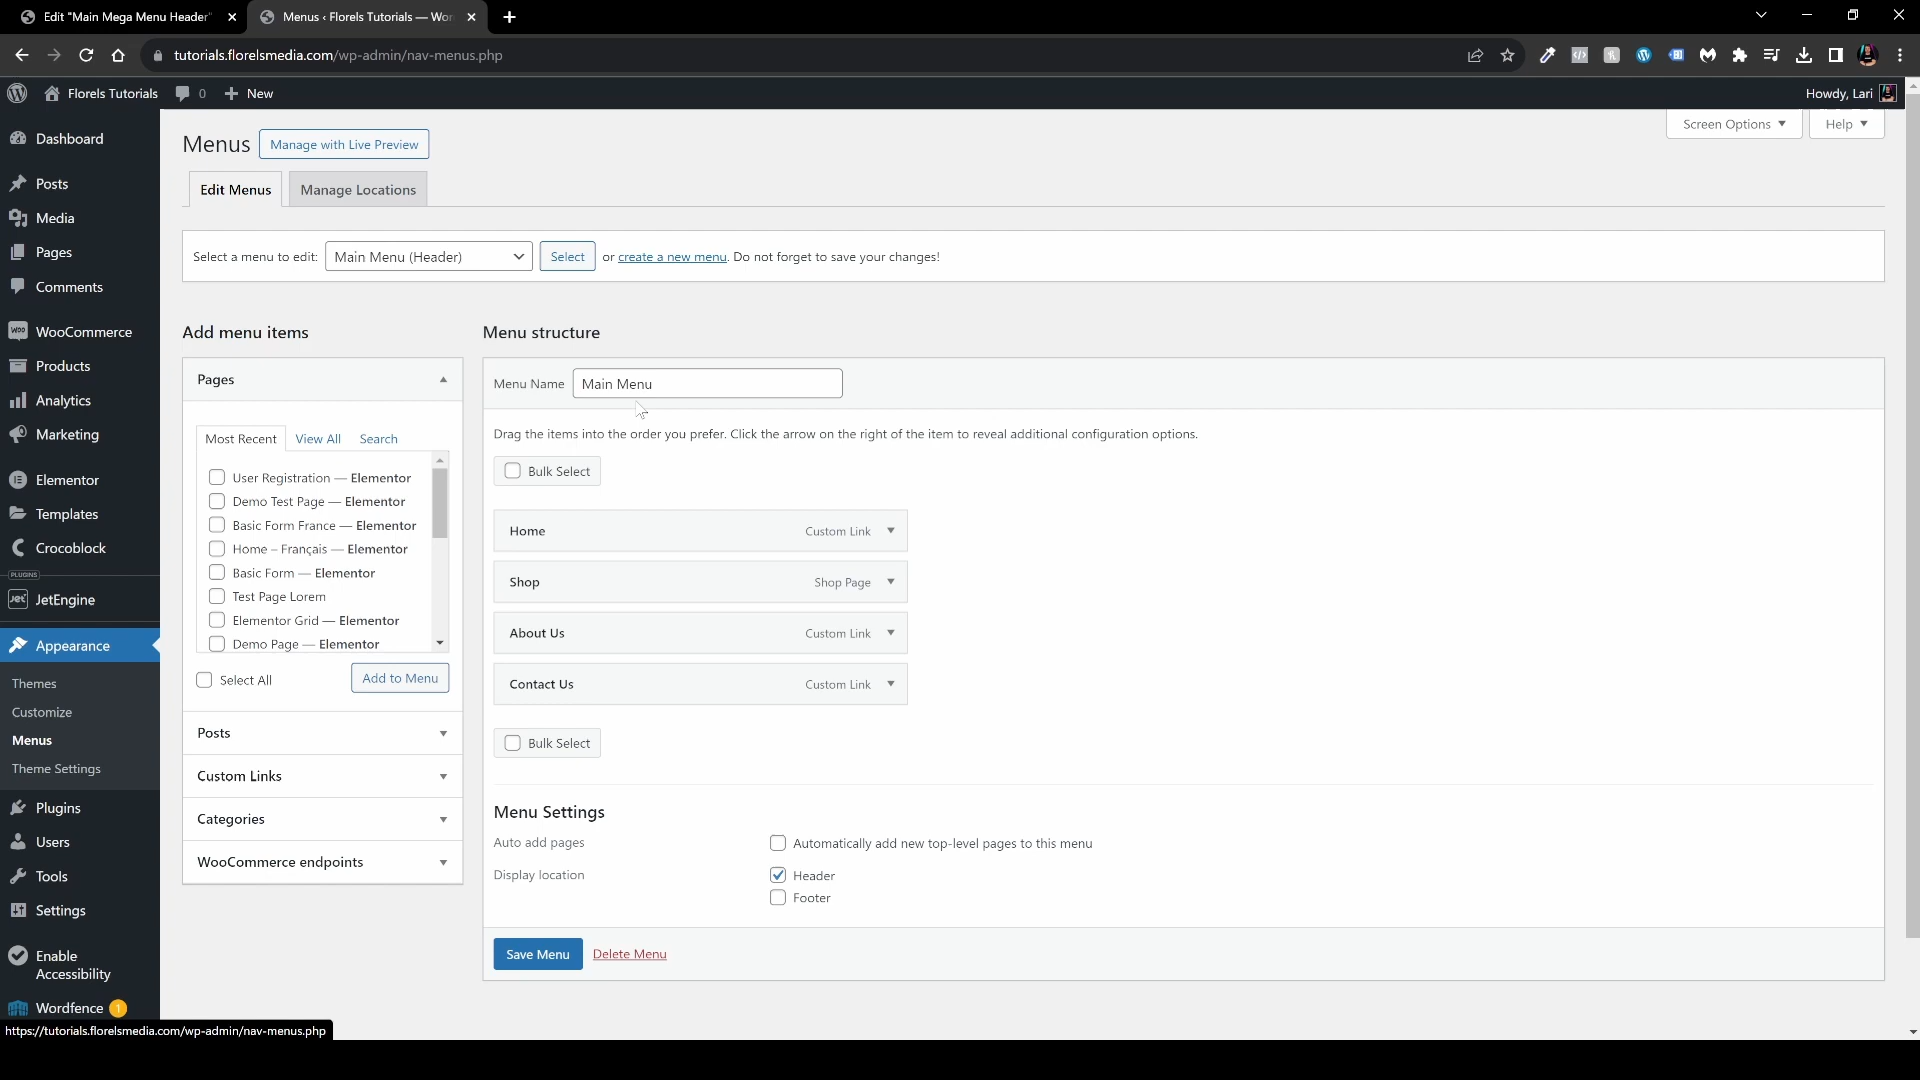 Edit "Main Mega Menu Header"
Menus ‹ Florels Tutorials — Wor
tutorials.florelsmedia.com/wp-admin/nav-menus.php
Florels Tutorials
0
New
Howdy, Lari
Screen Options
Help
Dashboard
Posts
Media
Pages
Comments
WooCommerce
Products
Analytics
Marketing
Elementor
Templates
Crocoblock
PLUGINS
JetEngine
Appearance
Themes
Customize
Menus
Theme Settings
Plugins
Users
Tools
Settings
Enable
Accessibility
Wordfence 1
Menus
Manage with Live Preview
Edit Menus
Manage Locations
Select a menu to edit: Main Menu (Header) Select or create a new menu. Do not forget to save your changes!
Add menu items
Pages
Most Recent
View All
Search
User Registration — Elementor
Demo Test Page — Elementor
Basic Form France — Elementor
Home – Français — Elementor
Basic Form — Elementor
Test Page Lorem
Elementor Grid — Elementor
Demo Page — Elementor
Select All
Add to Menu
Posts
Custom Links
Categories
WooCommerce endpoints
Menu structure
Menu Name Main Menu
Drag the items into the order you prefer. Click the arrow on the right of the item to reveal additional configuration options.
Bulk Select
Home Custom Link
Shop Shop Page
About Us Custom Link
Contact Us Custom Link
Bulk Select
Menu Settings
Auto add pages
Automatically add new top-level pages to this menu
Display location
Header
Footer
Save Menu
Delete Menu
https://tutorials.florelsmedia.com/wp-admin/nav-menus.php